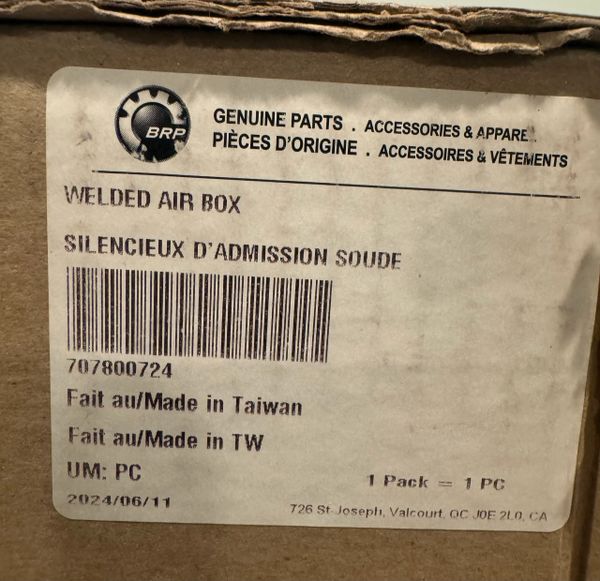 BRP
GENUINE PARTS . ACCESSORIES & APPARE
PIÈCES D'ORIGINE . ACCESSOIRES & VÊTEMENTS
WELDED AIR BOX
SILENCIEUX D'ADMISSION SOUDE
707800724
Fait au/Made in Taiwan
Fait au/Made in TW
UM: PC
1 Pack = 1 PC
2024/06/11
726 St-Joseph, Valcourt, QC J0E 2L0, CA